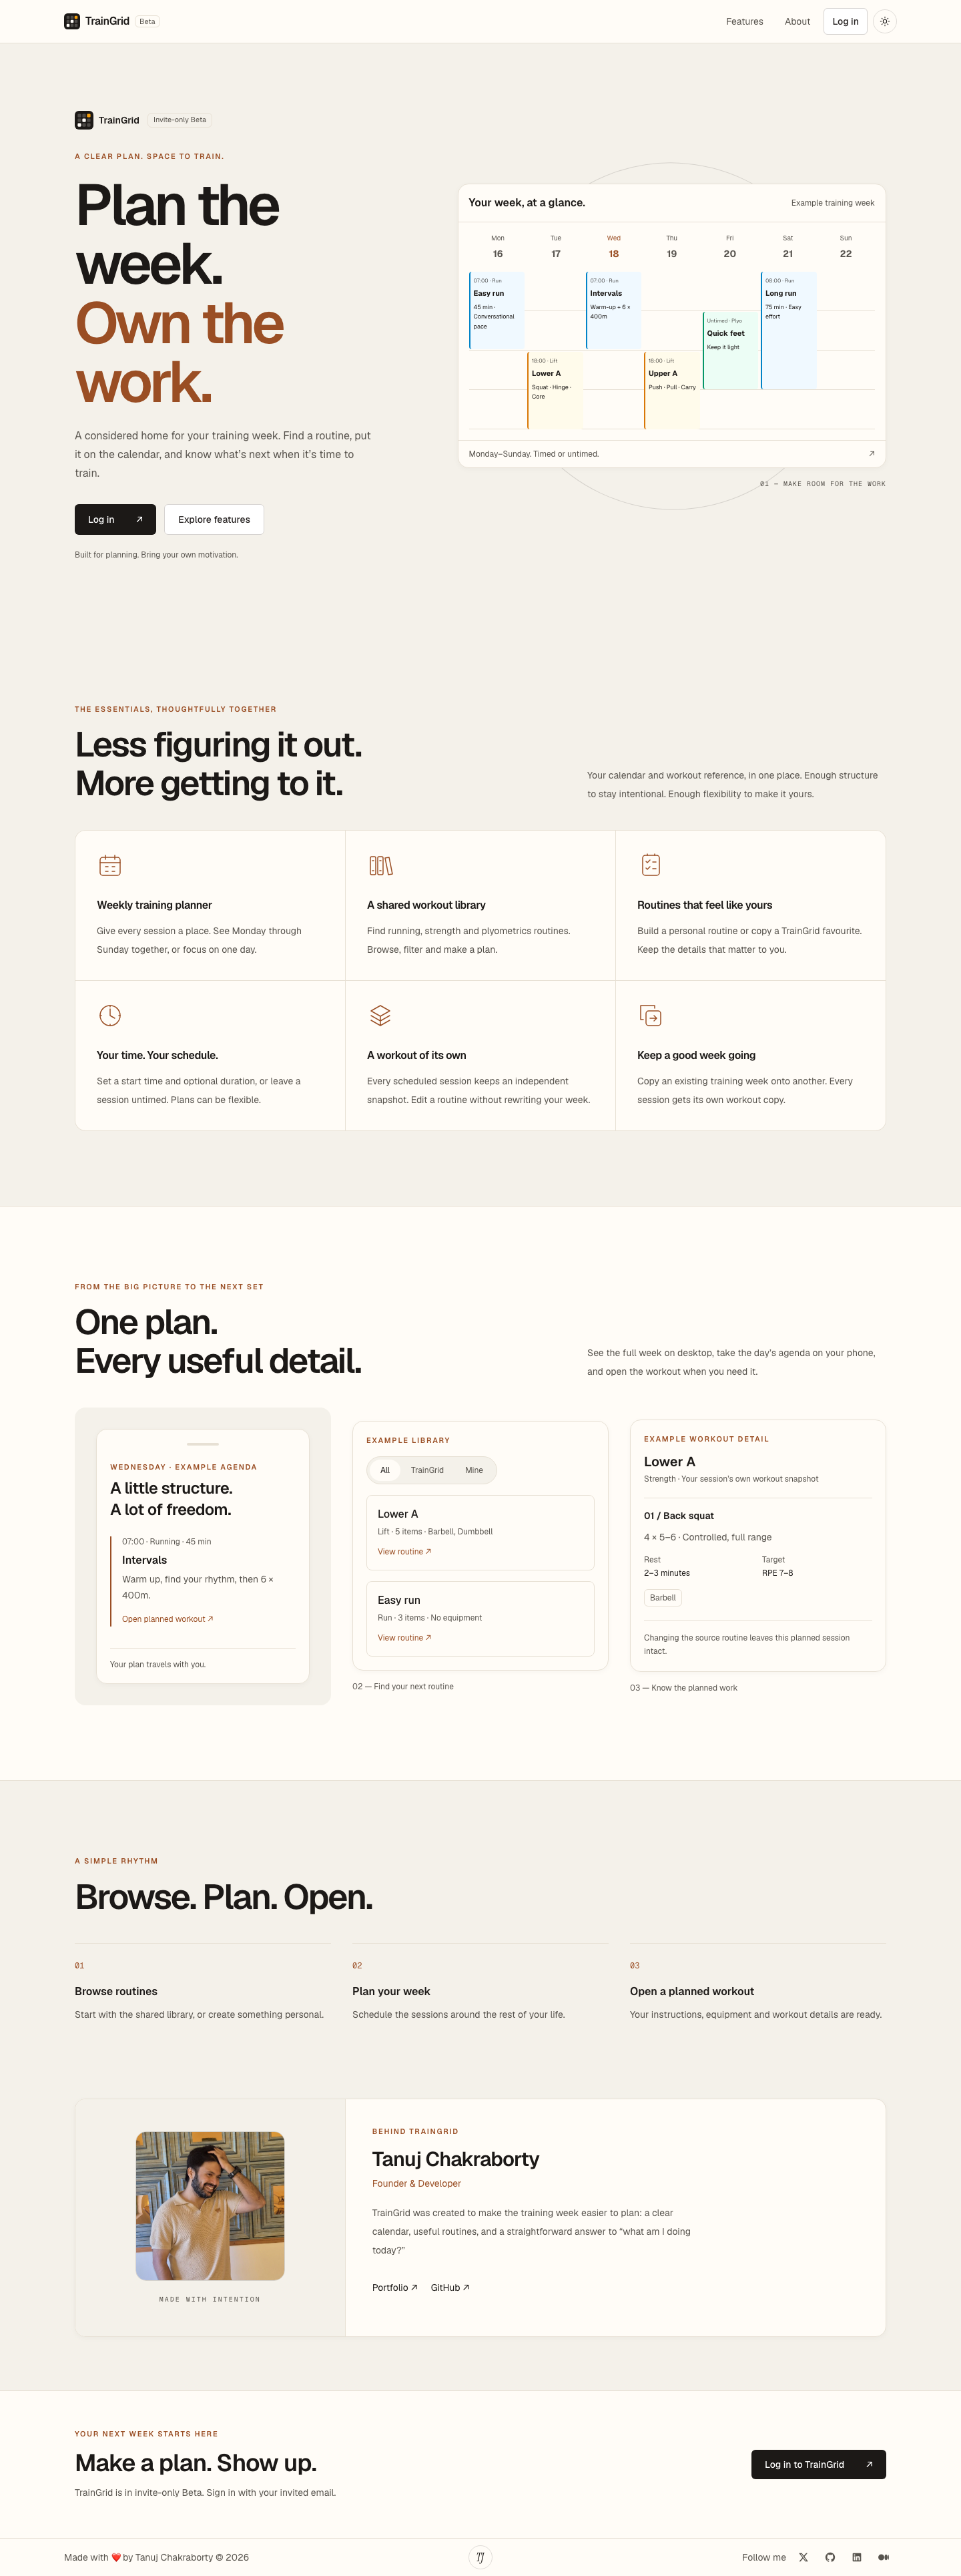 TrainGrid Beta
Features About Log in
TrainGrid Invite-only Beta
A CLEAR PLAN. SPACE TO TRAIN.
Plan the
week.
Own the
work.
A considered home for your training week. Find a routine, put
it on the calendar, and know what's next when it's time to
train.
Log in ↗ Explore features
Built for planning. Bring your own motivation.
Your week, at a glance. Example training week
Mon Tue Wed Thu Fri Sat Sun
16 17 18 19 20 21 22
07:00 · Run
Easy run
45 min ·
Conversational
pace
18:00 · Lift
Lower A
Squat · Hinge ·
Core
07:00 · Run
Intervals
Warm-up + 6 ×
400m
18:00 · Lift
Upper A
Push · Pull · Carry
Untimed · Plyo
Quick feet
Keep it light
08:00 · Run
Long run
75 min · Easy
effort
Monday–Sunday. Timed or untimed. ↗
01 — MAKE ROOM FOR THE WORK
THE ESSENTIALS, THOUGHTFULLY TOGETHER
Less figuring it out.
More getting to it.
Your calendar and workout reference, in one place. Enough structure
to stay intentional. Enough flexibility to make it yours.
Weekly training planner
Give every session a place. See Monday through
Sunday together, or focus on one day.
A shared workout library
Find running, strength and plyometrics routines.
Browse, filter and make a plan.
Routines that feel like yours
Build a personal routine or copy a TrainGrid favourite.
Keep the details that matter to you.
Your time. Your schedule.
Set a start time and optional duration, or leave a
session untimed. Plans can be flexible.
A workout of its own
Every scheduled session keeps an independent
snapshot. Edit a routine without rewriting your week.
Keep a good week going
Copy an existing training week onto another. Every
session gets its own workout copy.
FROM THE BIG PICTURE TO THE NEXT SET
One plan.
Every useful detail.
See the full week on desktop, take the day's agenda on your phone,
and open the workout when you need it.
WEDNESDAY · EXAMPLE AGENDA
A little structure.
A lot of freedom.
07:00 · Running · 45 min
Intervals
Warm up, find your rhythm, then 6 ×
400m.
Open planned workout ↗
Your plan travels with you.
EXAMPLE LIBRARY
All TrainGrid Mine
Lower A
Lift · 5 items · Barbell, Dumbbell
View routine ↗
Easy run
Run · 3 items · No equipment
View routine ↗
02 — Find your next routine
EXAMPLE WORKOUT DETAIL
Lower A
Strength · Your session's own workout snapshot
01 / Back squat
4 × 5–6 · Controlled, full range
Rest Target
2–3 minutes RPE 7–8
Barbell
Changing the source routine leaves this planned session
intact.
03 — Know the planned work
A SIMPLE RHYTHM
Browse. Plan. Open.
01
Browse routines
Start with the shared library, or create something personal.
02
Plan your week
Schedule the sessions around the rest of your life.
03
Open a planned workout
Your instructions, equipment and workout details are ready.
MADE WITH INTENTION
BEHIND TRAINGRID
Tanuj Chakraborty
Founder & Developer
TrainGrid was created to make the training week easier to plan: a clear
calendar, useful routines, and a straightforward answer to “what am I doing
today?”
Portfolio ↗ GitHub ↗
YOUR NEXT WEEK STARTS HERE
Make a plan. Show up.
TrainGrid is in invite-only Beta. Sign in with your invited email.
Log in to TrainGrid ↗
Made with ❤️ by Tanuj Chakraborty © 2026
TJ
Follow me